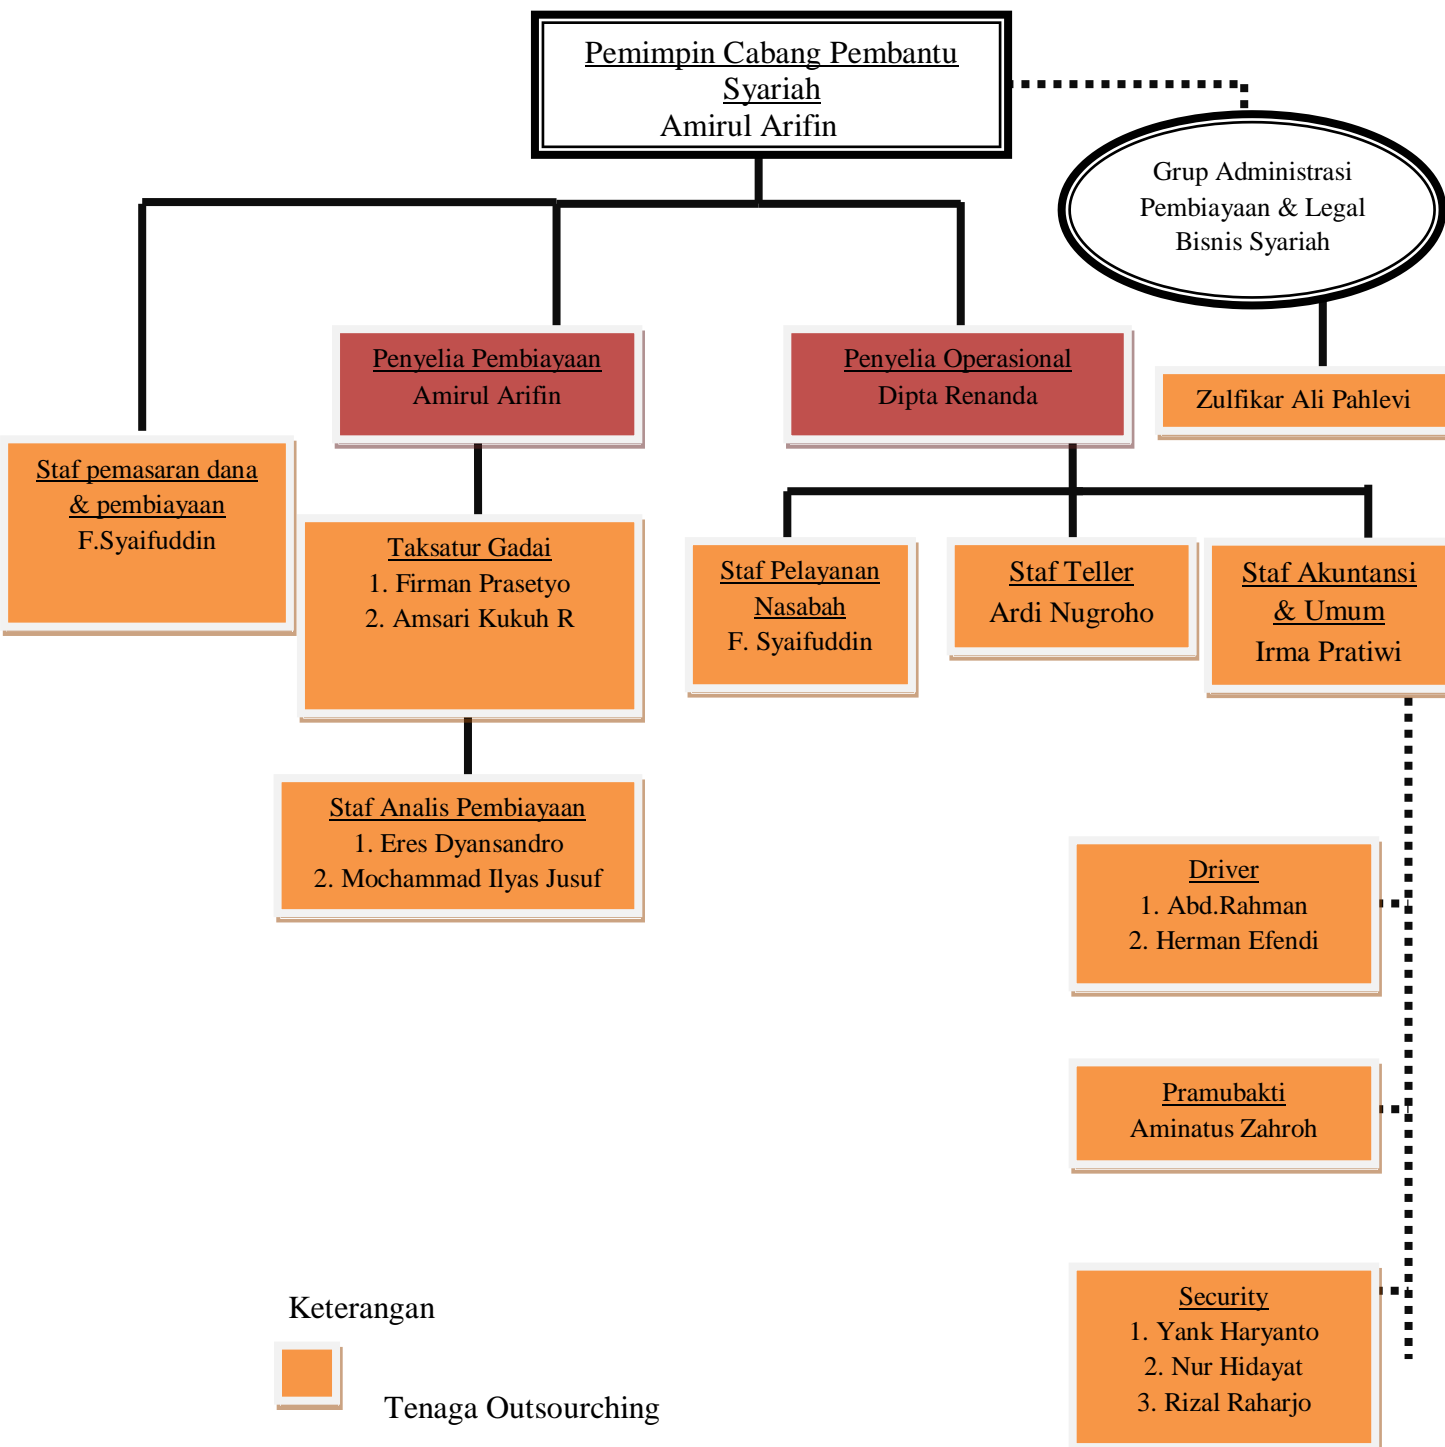 Pemimpin Cabang Pembantu
Syariah
Amirul Arifin
Grup Administrasi
Pembiayaan & Legal
Bisnis Syariah
Penyelia Pembiayaan
Amirul Arifin
Penyelia Operasional
Dipta Renanda
Zulfikar Ali Pahlevi
Staf pemasaran dana
& pembiayaan
F.Syaifuddin
Taksatur Gadai
1. Firman Prasetyo
2. Amsari Kukuh R
Staf Pelayanan
Nasabah
F. Syaifuddin
Staf Teller
Ardi Nugroho
Staf Akuntansi
& Umum
Irma Pratiwi
Staf Analis Pembiayaan
1. Eres Dyansandro
2. Mochammad Ilyas Jusuf
Driver
1. Abd.Rahman
2. Herman Efendi
Pramubakti
Aminatus Zahroh
Security
1. Yank Haryanto
2. Nur Hidayat
3. Rizal Raharjo
Keterangan
Tenaga Outsourching